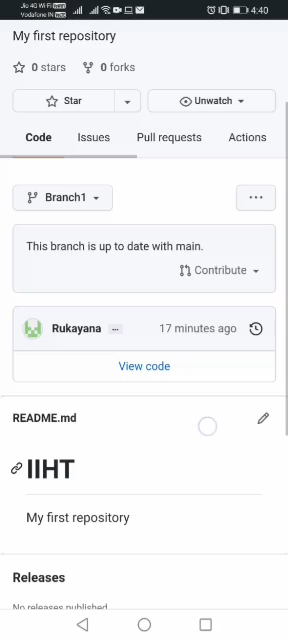 Jio 4G Wi-Fi VoWiFi
Vodafone IN VoLTE
4:40
My first repository
0 stars 0 forks
Star Unwatch
Code Issues Pull requests Actions
Branch1 ...
This branch is up to date with main.
Contribute
Rukayana ... 17 minutes ago
View code
README.md
IIHT
My first repository
Releases
No releases published